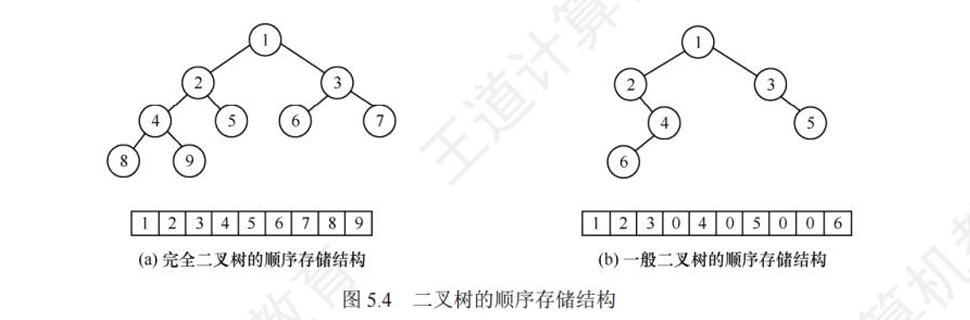 1
1
2
3
2
3
4
5
6
7
4
5
8
9
6
1 2 3 4 5 6 7 8 9
1 2 3 0 4 0 5 0 0 6
(a) 完全二叉树的顺序存储结构
(b) 一般二叉树的顺序存储结构
图 5.4 二叉树的顺序存储结构
王道计算
教育
算机教